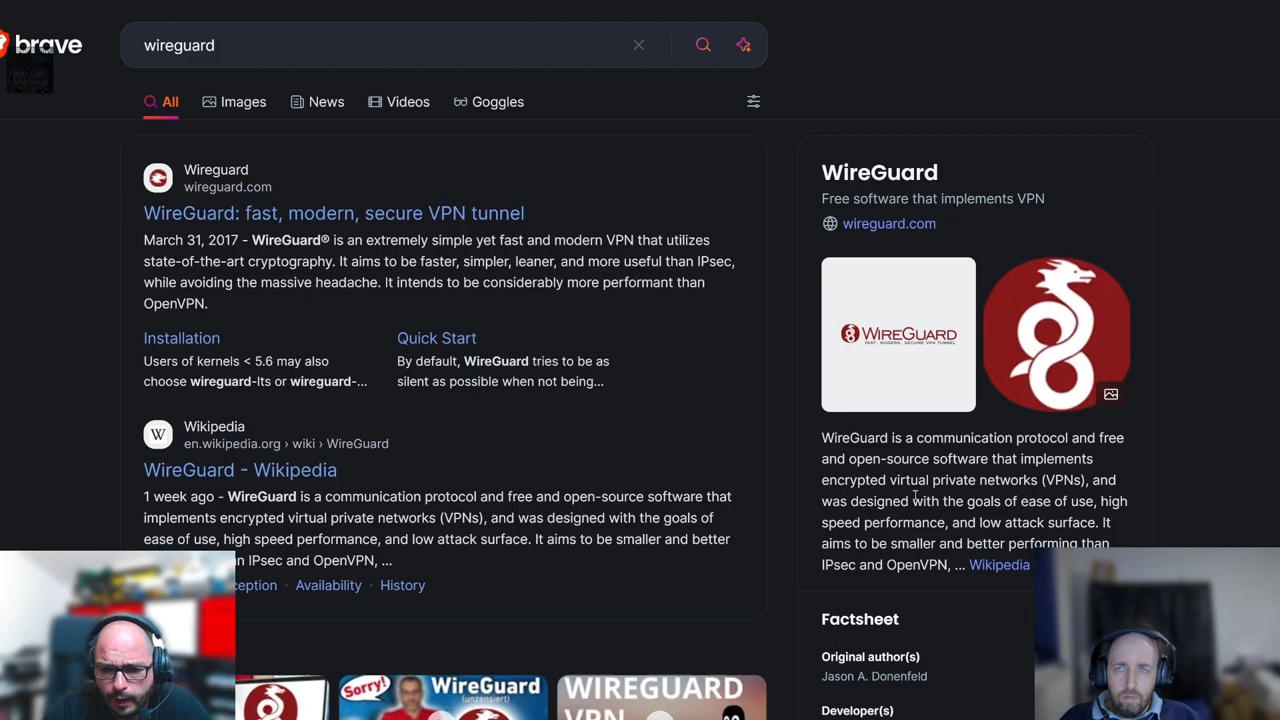 brave
wireguard
All
Images
News
Videos
Goggles
Wireguard
wireguard.com
WireGuard: fast, modern, secure VPN tunnel
March 31, 2017 - WireGuard® is an extremely simple yet fast and modern VPN that utilizes
state-of-the-art cryptography. It aims to be faster, simpler, leaner, and more useful than IPsec,
while avoiding the massive headache. It intends to be considerably more performant than
OpenVPN.
Installation
Users of kernels < 5.6 may also
choose wireguard-lts or wireguard-...
Quick Start
By default, WireGuard tries to be as
silent as possible when not being...
W
Wikipedia
en.wikipedia.org › wiki › WireGuard
WireGuard - Wikipedia
1 week ago - WireGuard is a communication protocol and free and open-source software that
implements encrypted virtual private networks (VPNs), and was designed with the goals of
ease of use, high speed performance, and low attack surface. It aims to be smaller and better
an IPsec and OpenVPN, ...
ception · Availability · History
Sorry!
WireGuard
(unzensiert)
WIREGUARD
VPN
WireGuard
Free software that implements VPN
wireguard.com
WIREGUARD
FAST, MODERN, SECURE VPN TUNNEL
WireGuard is a communication protocol and free
and open-source software that implements
encrypted virtual private networks (VPNs), and
was designed with the goals of ease of use, high
speed performance, and low attack surface. It
aims to be smaller and better performing than
IPsec and OpenVPN, ... Wikipedia
Factsheet
Original author(s)
Jason A. Donenfeld
Developer(s)